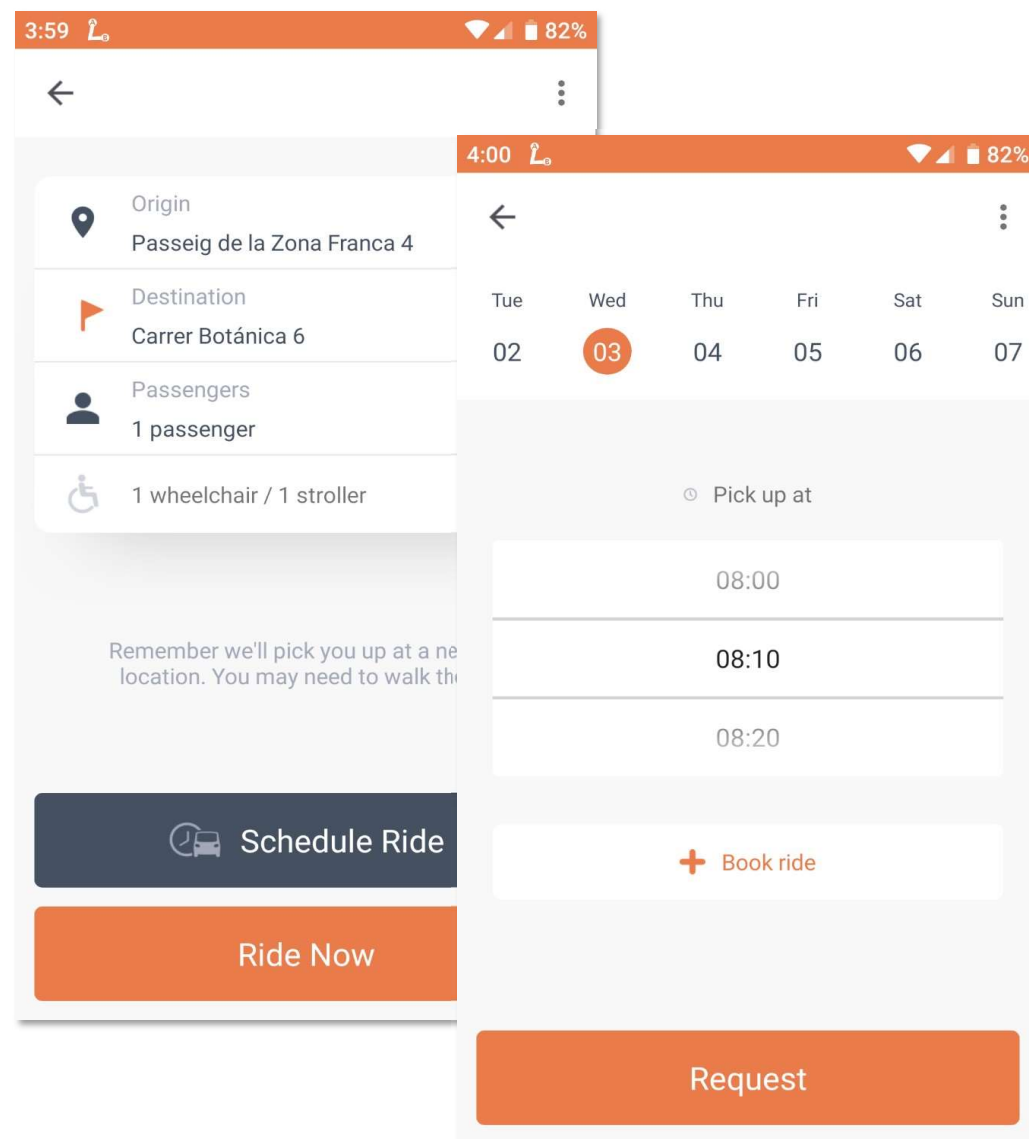 3:59
82%
Origin
Passeig de la Zona Franca 4
Destination
Carrer Botánica 6
Passengers
1 passenger
1 wheelchair / 1 stroller
Remember we'll pick you up at a
location. You may need to walk
Schedule Ride
Ride Now
4:00
82%
Tue Wed Thu Fri Sat Sun
02 03 04 05 06 07
Pick up at
08:00
08:10
08:20
Book ride
Request